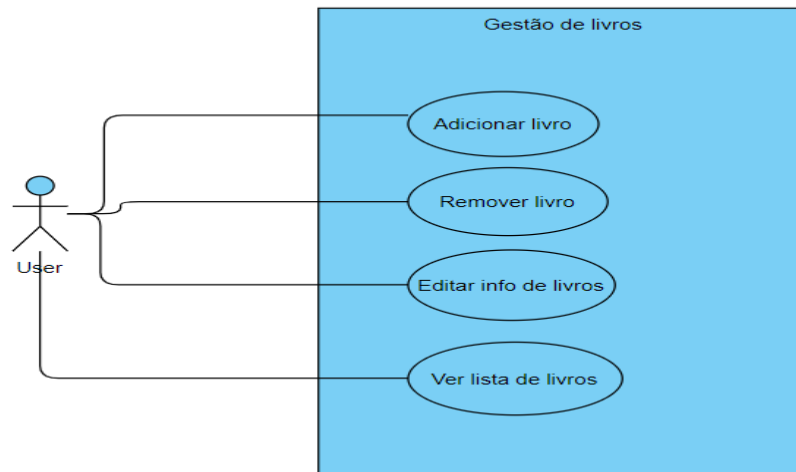 Gestão de livros
Adicionar livro
Remover livro
User
Editar info de livros
Ver lista de livros